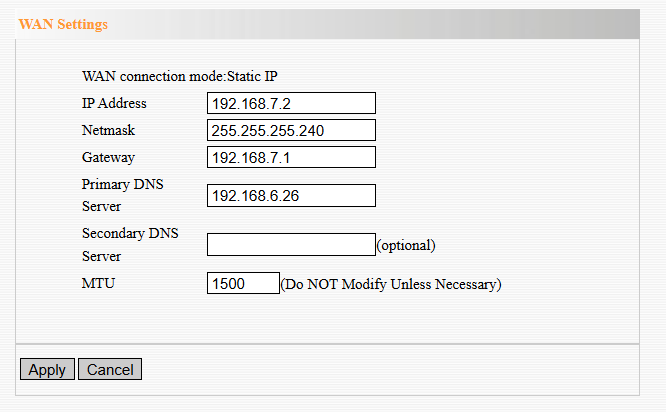 WAN Settings
WAN connection mode:Static IP
IP Address 192.168.7.2
Netmask 255.255.255.240
Gateway 192.168.7.1
Primary DNS
Server 192.168.6.26
Secondary DNS
Server (optional)
MTU 1500 (Do NOT Modify Unless Necessary)
Apply Cancel